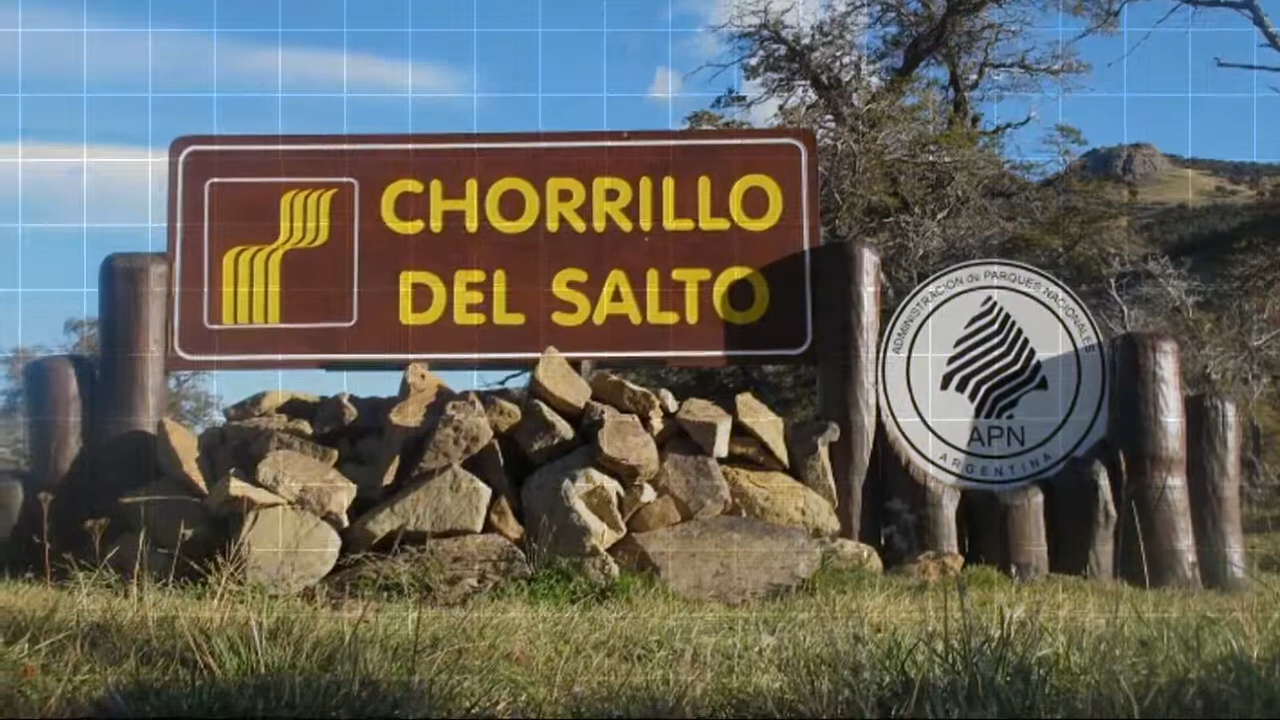 CHORRILLO
DEL SALTO
ADMINISTRACIÓN de PARQUES NACIONALES
APN
ARGENTINA